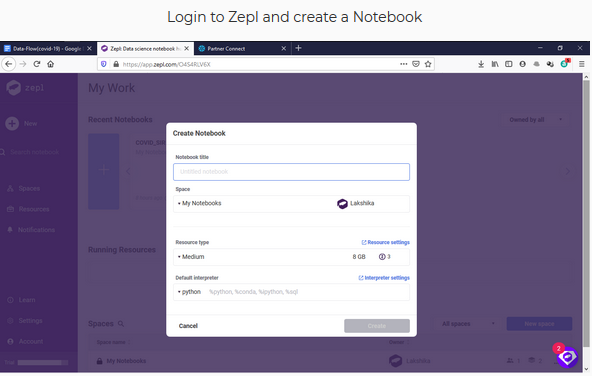 Login to Zepl and create a Notebook
Data-Flow(covid-19) - Google
Zepl: Data science notebook
Partner Connect
https://app.zepl.com/O4S4RLV6X
zepl
My Work
New
Recent Notebooks
Owned by all
Search notebook
Spaces
Resources
Notifications
Create Notebook
Notebook title
Untitled notebook
Space
My Notebooks
Lakshika
Resource type
Resource settings
Medium
8 GB
3
Default interpreter
Interpreter settings
python
%python, %conda, %ipython, %sql
Cancel
Create
Running Resources
Learn
Settings
Account
Spaces
All spaces
New space
Space name
Owner
My Notebooks
Lakshika
2